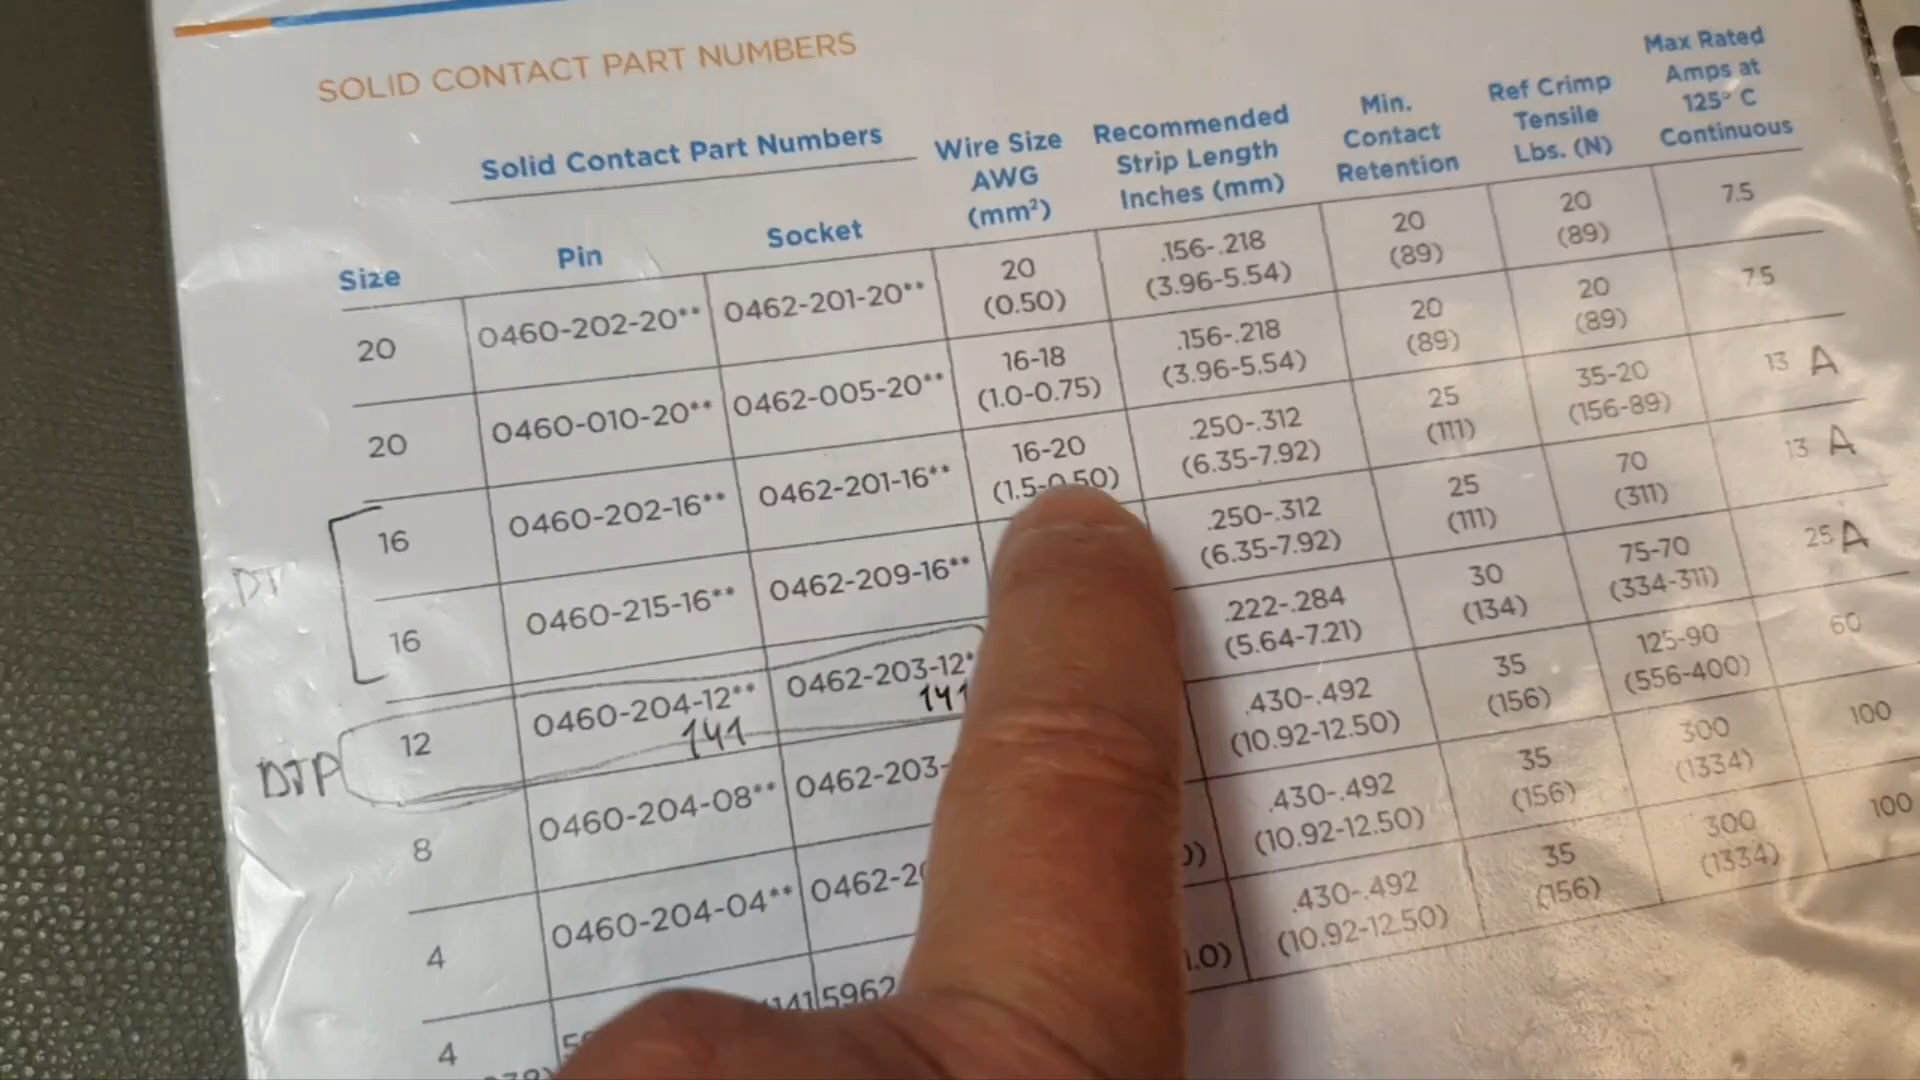 SOLID CONTACT PART NUMBERS
Solid Contact Part Numbers
Size
Pin
Socket
Wire Size
AWG
(mm²)
Recommended
Strip Length
Inches (mm)
Min.
Contact
Retention
Ref Crimp
Tensile
Lbs. (N)
Max Rated
Amps at
125° C
Continuous
20 0460-202-20** 0462-201-20** 20 .156-.218 20 20 7.5
(0.50) (3.96-5.54) (89) (89)
20 0460-010-20** 0462-005-20** 16-18 .156-.218 20 20 7.5
(1.0-0.75) (3.96-5.54) (89) (89)
DT
16 0460-202-16** 0462-201-16** 16-20 .250-.312 25 35-20 13 A
(1.5-0.50) (6.35-7.92) (111) (156-89)
16 0460-215-16** 0462-209-16** .250-.312 25 70 13 A
(6.35-7.92) (111) (311)
DTP
12 0460-204-12** 0462-203-12* .222-.284 30 75-70 25 A
141 141 (5.64-7.21) (134) (334-311)
8 0460-204-08** 0462-203- .430-.492 35 125-90 60
(10.92-12.50) (156) (556-400)
4 0460-204-04** 0462-20 .430-.492 35 300 100
(10.92-12.50) (156) (1334)
4 141 5962 .430-.492 35 300 100
1.0) (10.92-12.50) (156) (1334)